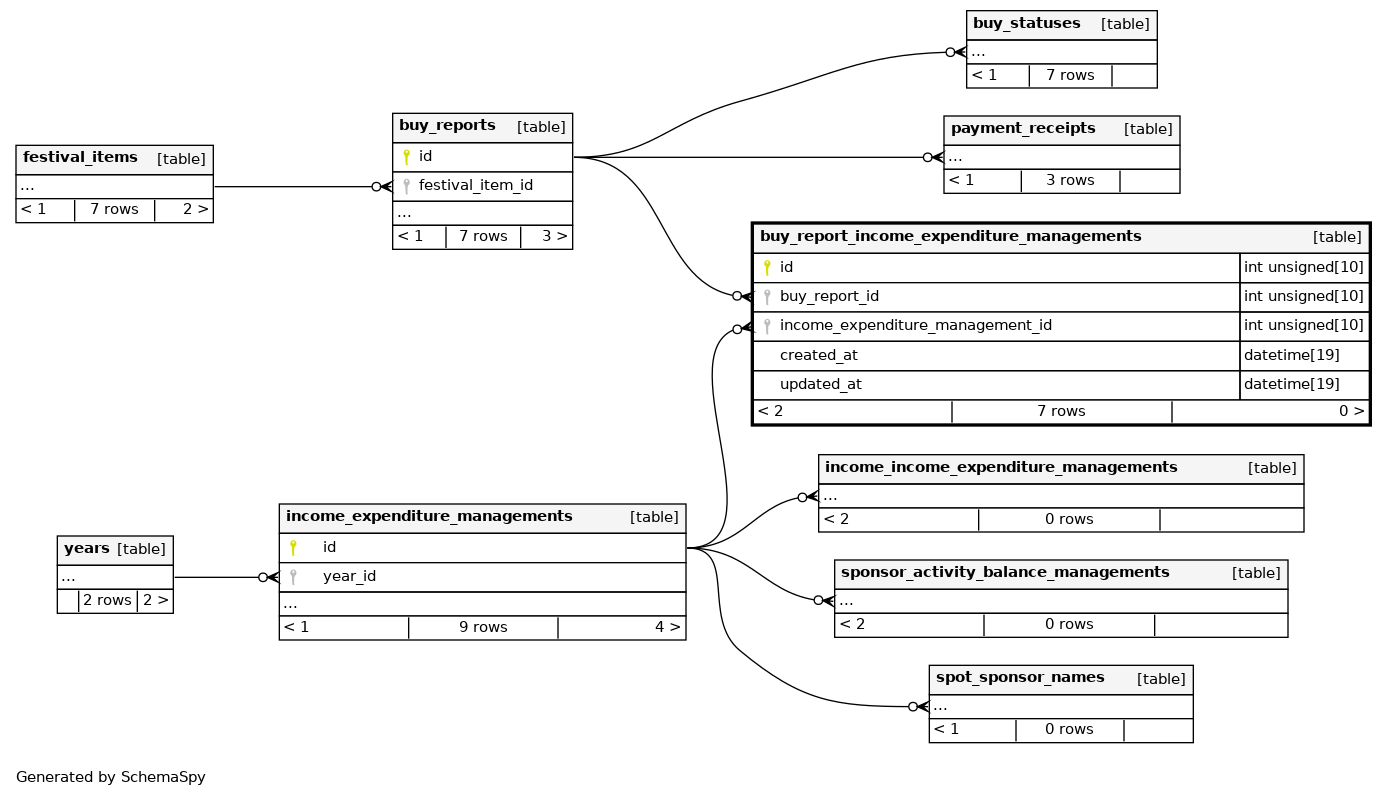 buy_statuses [table]
...
< 1 7 rows
payment_receipts [table]
...
< 1 3 rows
buy_reports [table]
id
festival_item_id
...
< 1 7 rows 3 >
festival_items [table]
...
< 1 7 rows 2 >
buy_report_income_expenditure_managements [table]
id int unsigned[10]
buy_report_id int unsigned[10]
income_expenditure_management_id int unsigned[10]
created_at datetime[19]
updated_at datetime[19]
< 2 7 rows 0 >
income_income_expenditure_managements [table]
...
< 2 0 rows
income_expenditure_managements [table]
id
year_id
...
< 1 9 rows 4 >
years [table]
...
2 rows 2 >
sponsor_activity_balance_managements [table]
...
< 2 0 rows
spot_sponsor_names [table]
...
< 1 0 rows
Generated by SchemaSpy